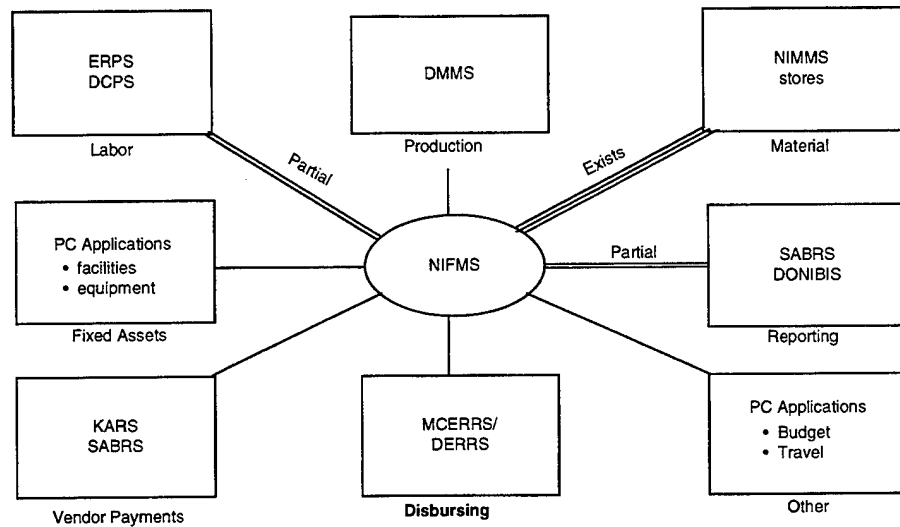 ERPS
DCPS
Labor
DMMS
Production
NIMMS
stores
Material
Partial
Exists
PC Applications
• facilities
• equipment
Fixed Assets
NIFMS
Partial
SABRS
DONIBIS
Reporting
KARS
SABRS
Vendor Payments
MCERRS/
DERRS
Disbursing
PC Applications
• Budget
• Travel
Other